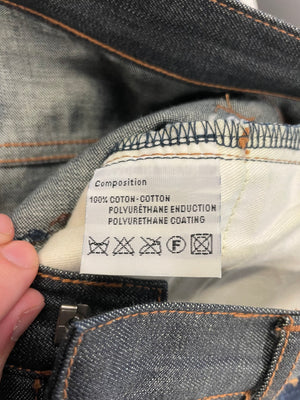 Composition
100% COTON-COTTON
POLYURÉTHANE ENDUCTION
POLYURETHANE COATING
F